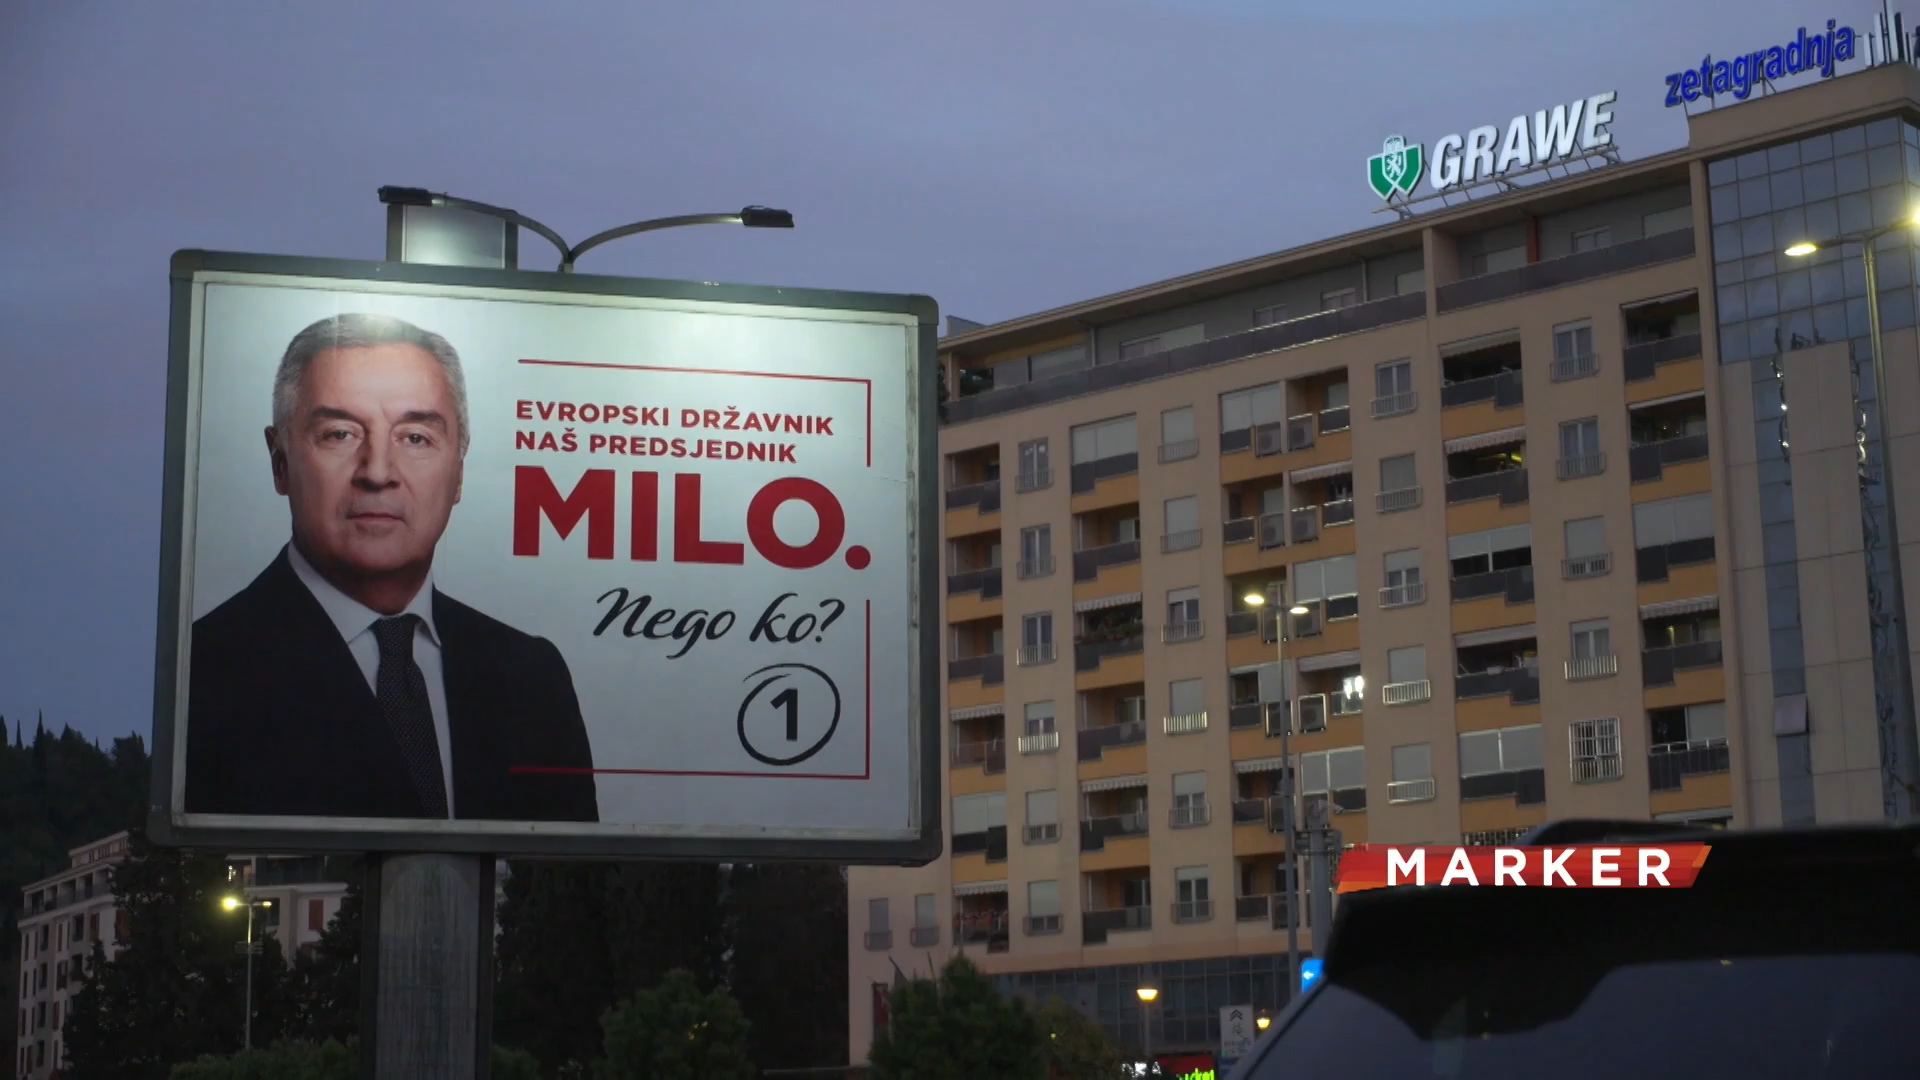 zetagradnja
GRAWE
EVROPSKI DRŽAVNIK
NAŠ PREDSJEDNIK
MILO.
Nego ko?
1
MARKER